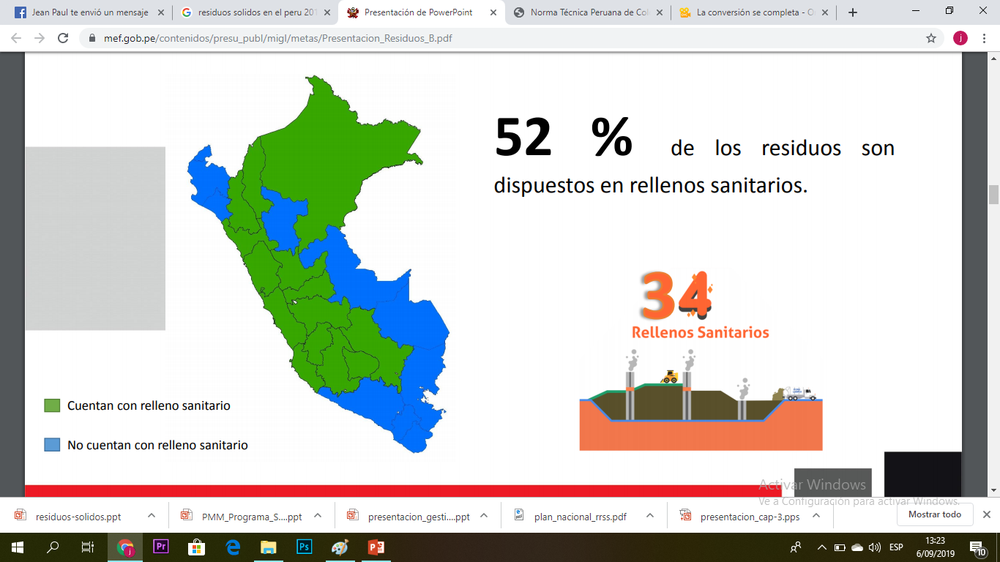 Jean Paul te envió un mensaje
residuos solidos en el peru 201
Presentación de PowerPoint
Norma Técnica Peruana de Col
La conversión se completa - O
mef.gob.pe/contenidos/presu_publ/migl/metas/Presentacion_Residuos_B.pdf
j
52 % de los residuos son
dispuestos en rellenos sanitarios.
34
Rellenos Sanitarios
Cuentan con relleno sanitario
No cuentan con relleno sanitario
Activar Windows
Ve a Configuración para activar Windows.
residuos-solidos.ppt
PMM_Programa_S....ppt
presentacion_gesti....ppt
plan_nacional_rrss.pdf
presentacion_cap-3.pps
Mostrar todo
j
Pr
Ps
ESP
13:23
6/09/2019
10